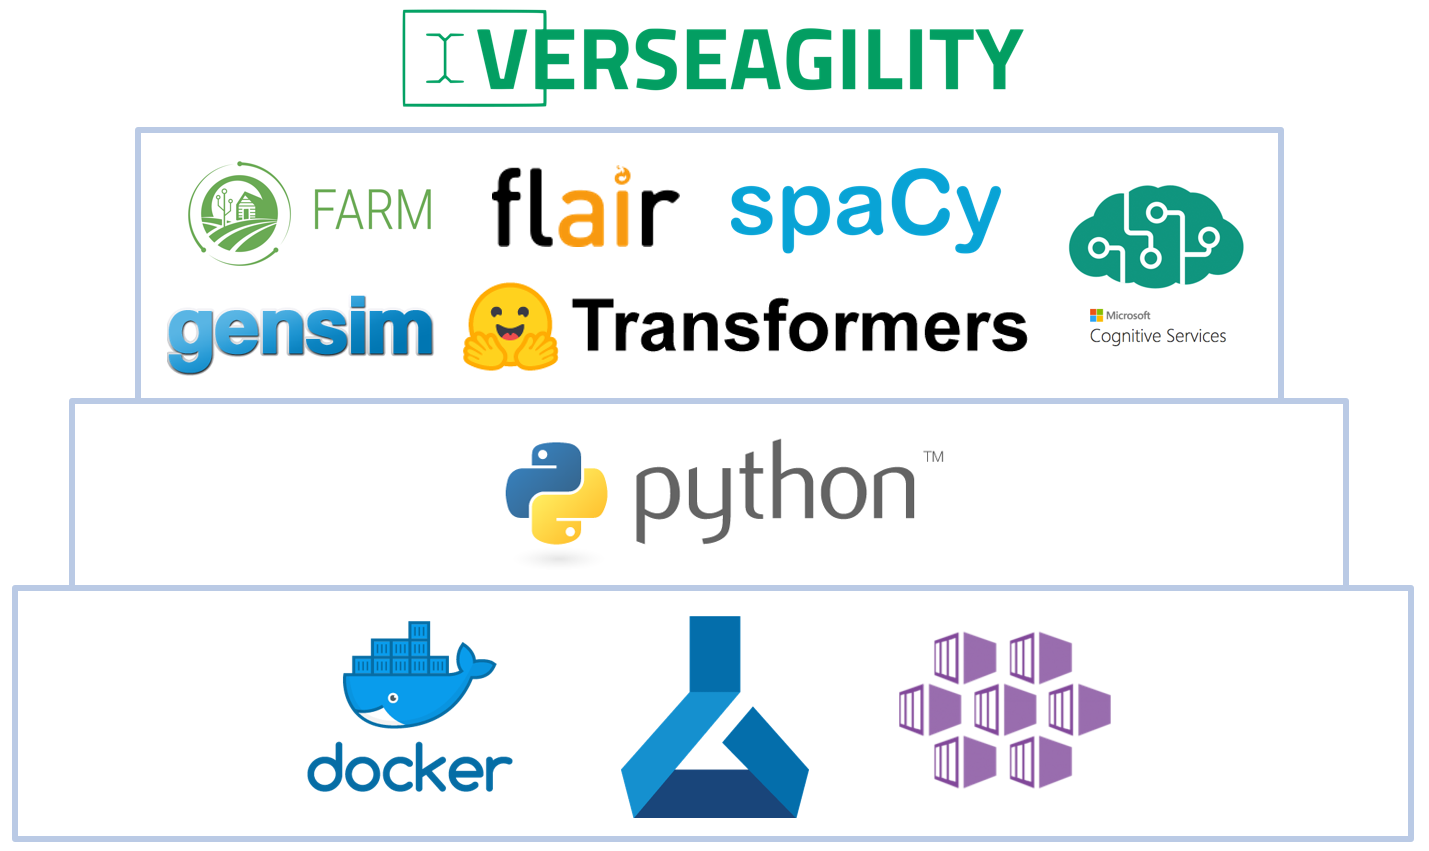 VERSEAGILITY
FARM
flair
spaCy
gensim
Transformers
Microsoft
Cognitive Services
python
TM
docker